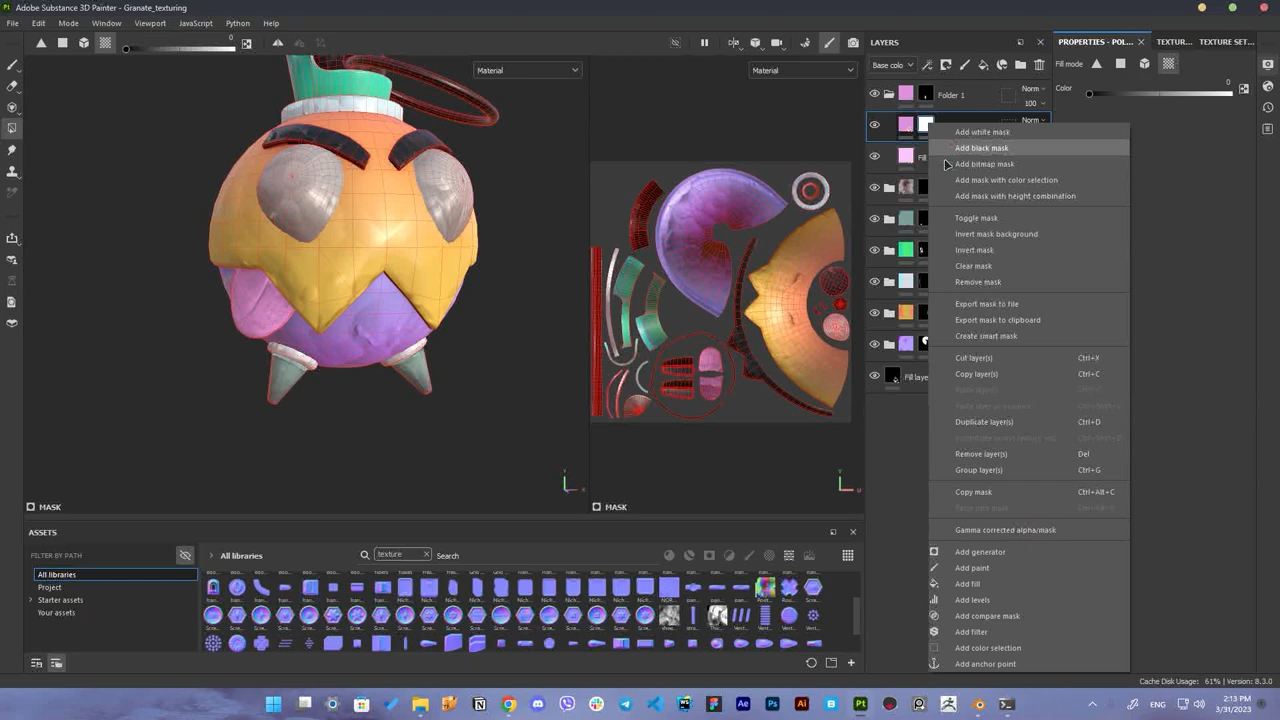 Adobe Substance 3D Painter - Granate_texturing
File Edit Mode Window Viewport JavaScript Python Help
0
Material
Material
LAYERS
Base colo
Norm
Folder 1
100
Norm
Fill
Fill laye
PROPERTIES - POL...
TEXTUR...
TEXTURE SET...
Fill mode
Color
0
Add white mask
Add black mask
Add bitmap mask
Add mask with color selection
Add mask with height combination
Toggle mask
Invert mask background
Invert mask
Clear mask
Remove mask
Export mask to file
Export mask to clipboard
Create smart mask
Cut layer(s) Ctrl+X
Copy layer(s) Ctrl+C
Duplicate layer(s) Ctrl+D
Remove layer(s) Del
Group layer(s) Ctrl+G
Copy mask Ctrl+Alt+C
Gamma corrected alpha/mask
Add generator
Add paint
Add fill
Add levels
Add compare mask
Add filter
Add color selection
Add anchor point
MASK
MASK
ASSETS
FILTER BY PATH
All libraries
Project
Starter assets
Your assets
All libraries
texture
Search
Cache Disk Usage: 61% | Version: 8.3.0
ENG
2:13 PM
3/31/2023